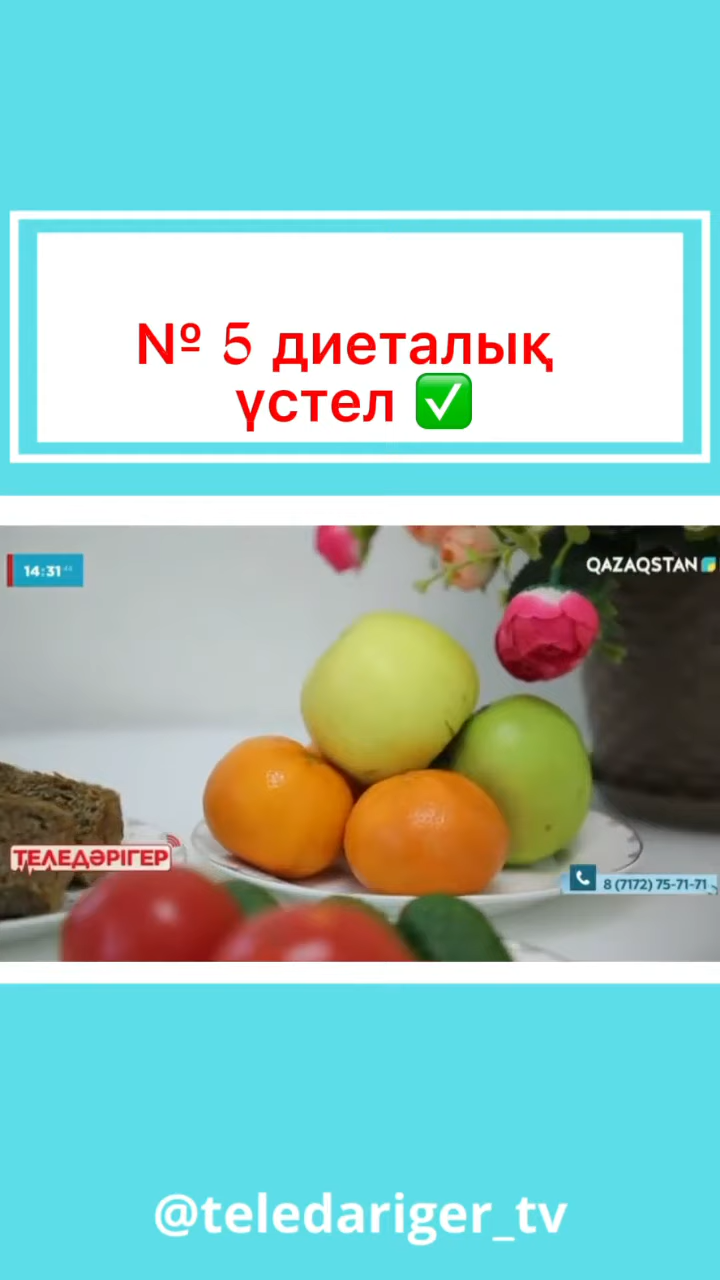 № 5 диеталық
үстел ✅
14:31
QAZAQSTAN
ТЕЛЕДӘРІГЕР
8 (7172) 75-71-71
@teledariger_tv